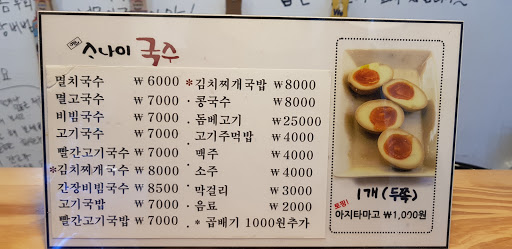 스나이 국수
멸치국수 ₩ 6000
멸고국수 ₩ 7000
비빔국수 ₩ 7000
고기국수 ₩ 7000
빨간고기국수 ₩ 7000
*김치찌개국수 ₩ 8000
간장비빔국수 ₩ 8500
고기국밥 ₩ 7000
빨간고기국밥 ₩ 7000
*김치찌개국밥 ₩8000
콩국수 ₩8000
돔베고기 ₩25000
고기주먹밥 ₩4000
맥주 ₩4000
소주 ₩4000
막걸리 ₩3000
음료 ₩2000
* 곱배기 1000원추가
1개 (두쪽)
토핑!
아지타마고 ₩1,000원